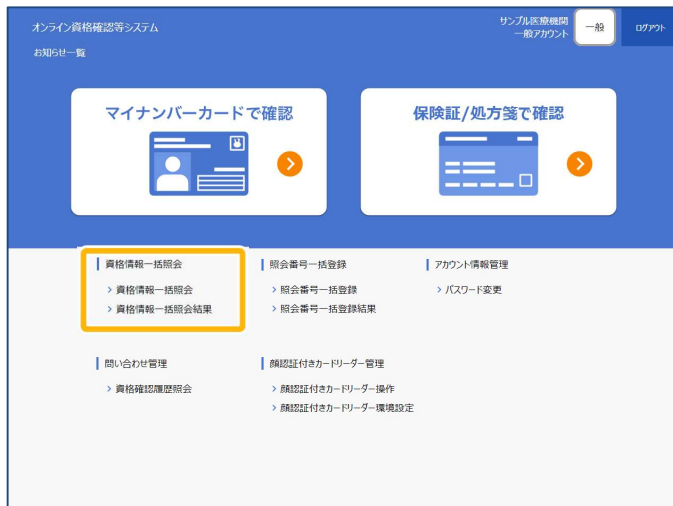 オンライン資格確認等システム
サンプル医療機関
一般アカウント
一般
ログアウト
お知らせ一覧
マイナンバーカードで確認
保険証/処方箋で確認
資格情報一括照会
資格情報一括照会
資格情報一括照会結果
照会番号一括登録
照会番号一括登録
照会番号一括登録結果
アカウント情報管理
パスワード変更
問い合わせ管理
資格確認履歴照会
顔認証付きカードリーダー管理
顔認証付きカードリーダー操作
顔認証付きカードリーダー環境設定